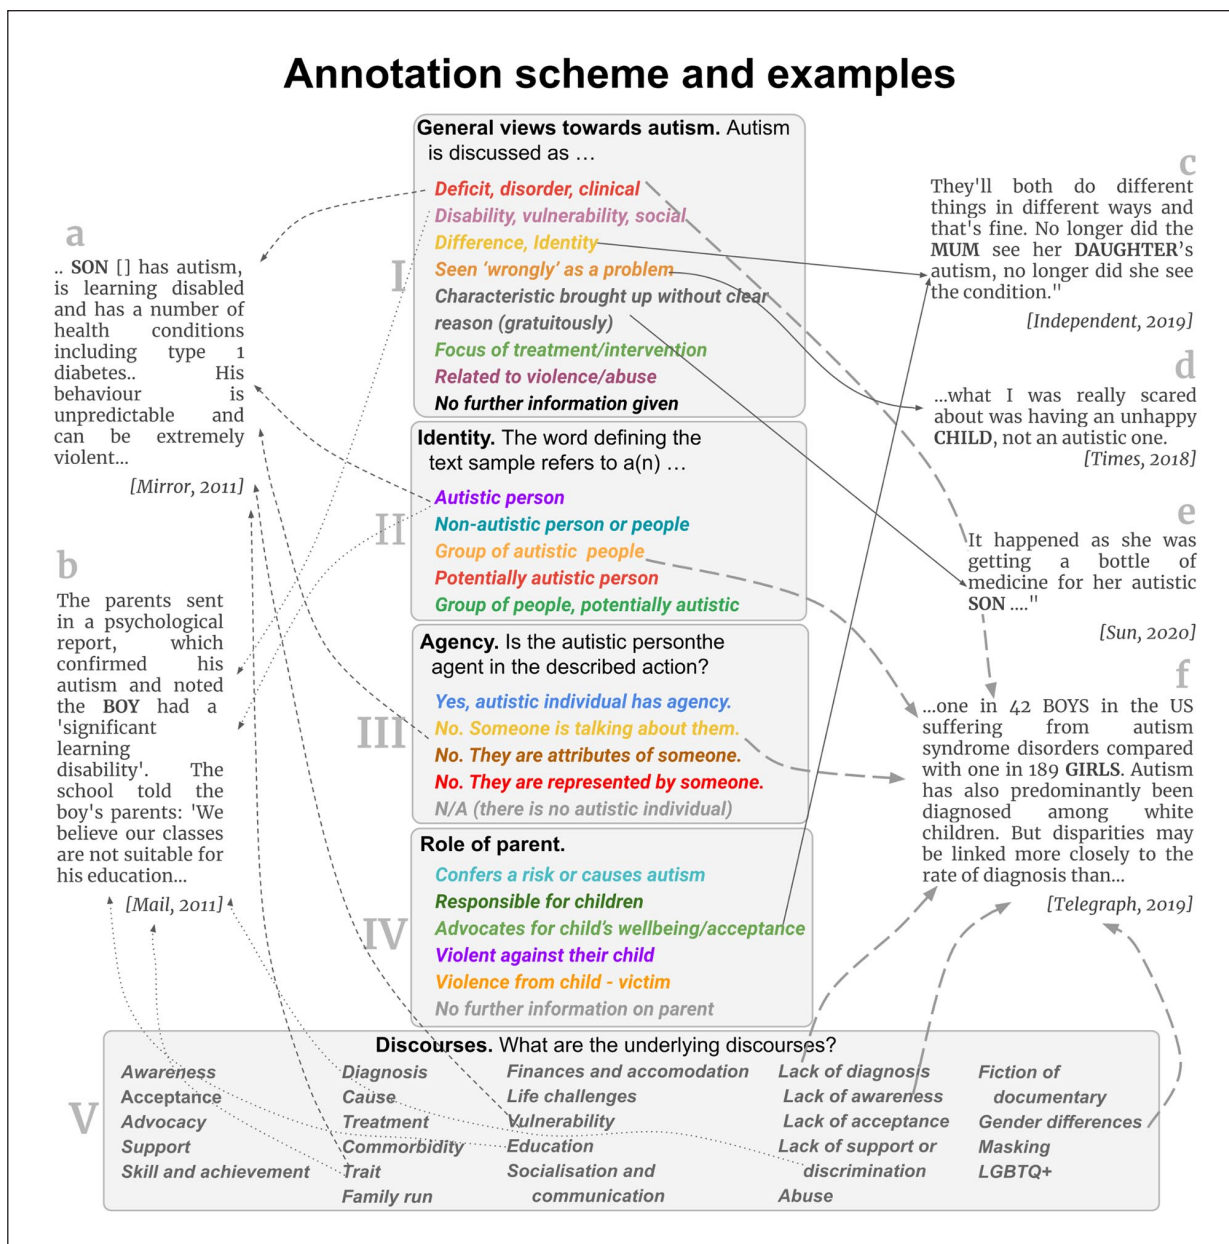 Annotation scheme and examples
General views towards autism. Autism
is discussed as …
Deficit, disorder, clinical
Disability, vulnerability, social
Difference, Identity
Seen ‘wrongly’ as a problem
Characteristic brought up without clear
reason (gratuitously)
Focus of treatment/intervention
Related to violence/abuse
No further information given
I
Identity. The word defining the
text sample refers to a(n) …
Autistic person
Non-autistic person or people
Group of autistic people
Potentially autistic person
Group of people, potentially autistic
II
Agency. Is the autistic personthe
agent in the described action?
Yes, autistic individual has agency.
No. Someone is talking about them.
No. They are attributes of someone.
No. They are represented by someone.
N/A (there is no autistic individual)
III
Role of parent.
Confers a risk or causes autism
Responsible for children
Advocates for child’s wellbeing/acceptance
Violent against their child
Violence from child - victim
No further information on parent
IV
a
.. SON [] has autism,
is learning disabled
and has a number of
health conditions
including type 1
diabetes.. His
behaviour is
unpredictable and
can be extremely
violent...
[Mirror, 2011]
b
The parents sent
in a psychological
report, which
confirmed his
autism and noted
the BOY had a
'significant
learning
disability'. The
school told the
boy's parents: 'We
believe our classes
are not suitable for
his education...
[Mail, 2011]
c
They'll both do different
things in different ways and
that's fine. No longer did the
MUM see her DAUGHTER’s
autism, no longer did she see
the condition."
[Independent, 2019]
d
...what I was really scared
about was having an unhappy
CHILD, not an autistic one.
[Times, 2018]
e
It happened as she was
getting a bottle of
medicine for her autistic
SON ...."
[Sun, 2020]
f
...one in 42 BOYS in the US
suffering from autism
syndrome disorders compared
with one in 189 GIRLS. Autism
has also predominantly been
diagnosed among white
children. But disparities may
be linked more closely to the
rate of diagnosis than...
[Telegraph, 2019]
Discourses. What are the underlying discourses?
V
Awareness
Acceptance
Advocacy
Support
Skill and achievement
Diagnosis
Cause
Treatment
Commorbidity
Trait
Family run
Finances and accomodation
Life challenges
Vulnerability
Education
Socialisation and
communication
Lack of diagnosis
Lack of awareness
Lack of acceptance
Lack of support or
discrimination
Abuse
Fiction of
documentary
Gender differences
Masking
LGBTQ+